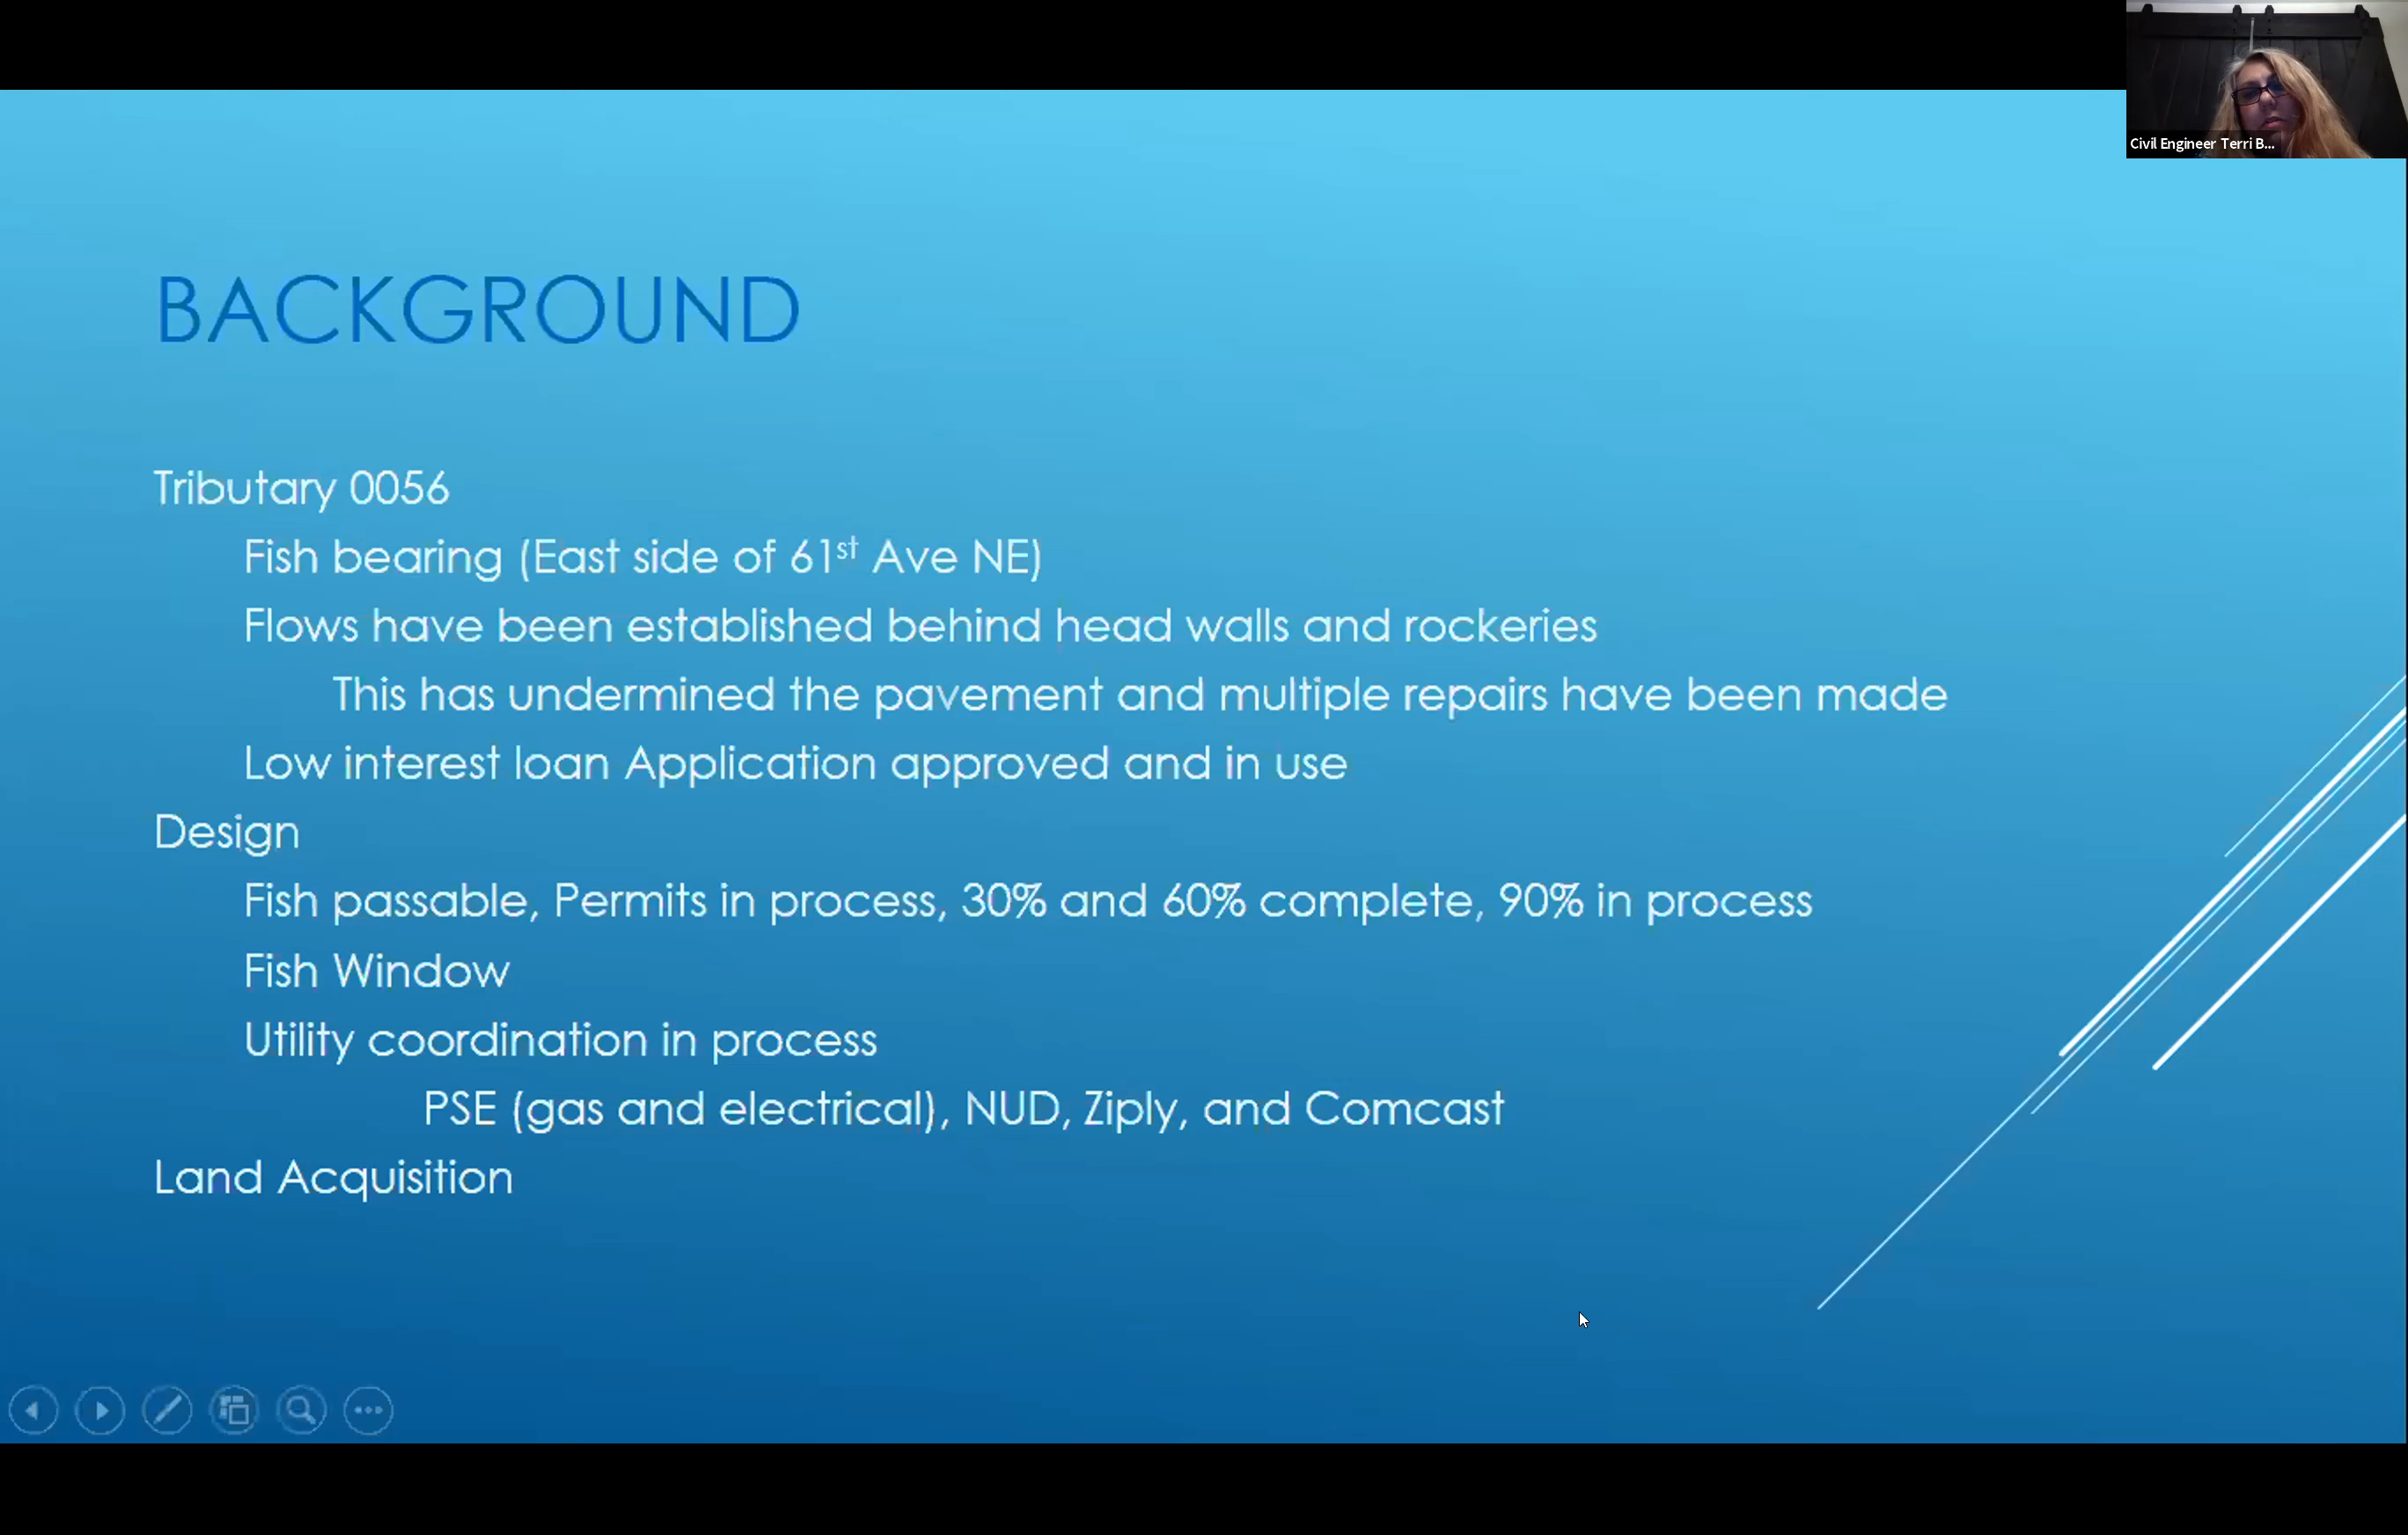 Civil Engineer Terri B...
BACKGROUND
Tributary 0056
Fish bearing (East side of 61st Ave NE)
Flows have been established behind head walls and rockeries
This has undermined the pavement and multiple repairs have been made
Low interest loan Application approved and in use
Design
Fish passable, Permits in process, 30% and 60% complete, 90% in process
Fish Window
Utility coordination in process
PSE (gas and electrical), NUD, Ziply, and Comcast
Land Acquisition